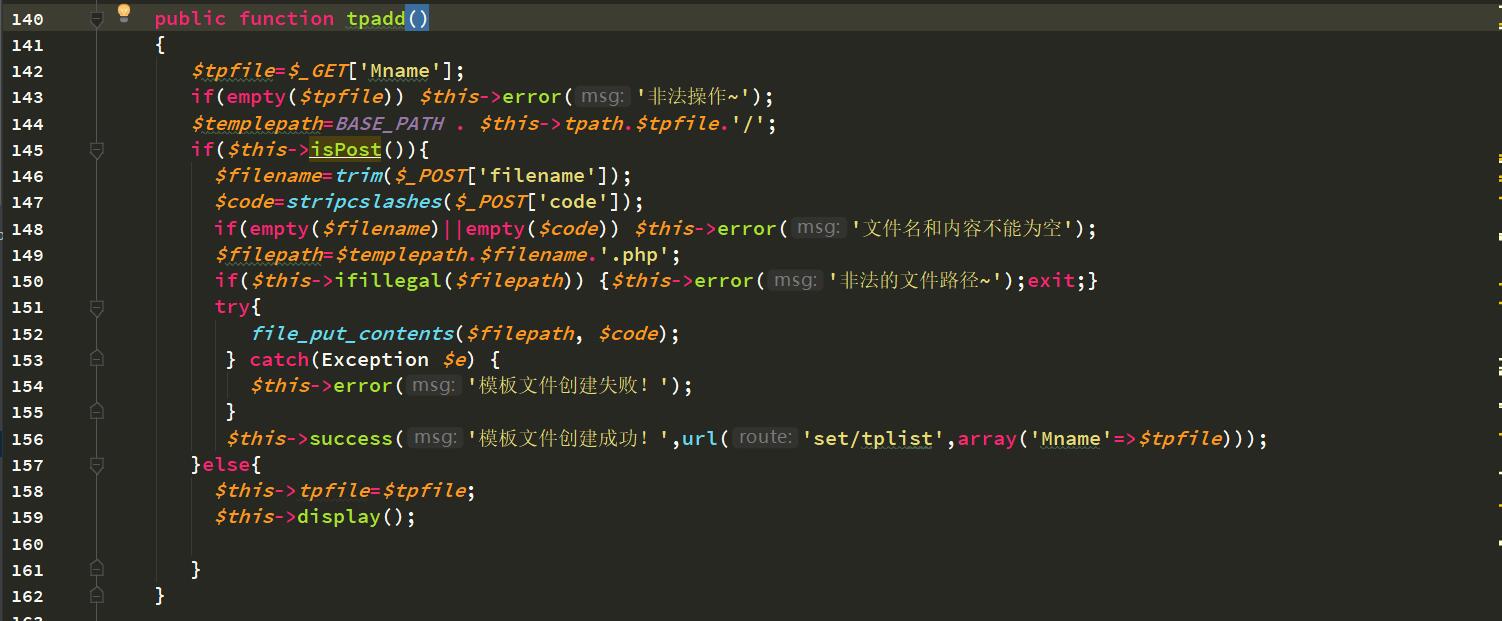 140 public function tpadd()
141 {
142 $tpfile=$_GET['Mname'];
143 if(empty($tpfile)) $this->error( msg: '非法操作~');
144 $templepath=BASE_PATH . $this->tpath.$tpfile.'/';
145 if($this->isPost()){
146 $filename=trim($_POST['filename']);
147 $code=stripcslashes($_POST['code']);
148 if(empty($filename)||empty($code)) $this->error( msg: '文件名和内容不能为空');
149 $filepath=$templepath.$filename.'.php';
150 if($this->ifillegal($filepath)) {$this->error( msg: '非法的文件路径~');exit;}
151 try{
152 file_put_contents($filepath, $code);
153 } catch(Exception $e) {
154 $this->error( msg: '模板文件创建失败！');
155 }
156 $this->success( msg: '模板文件创建成功！',url( route: 'set/tplist',array('Mname'=>$tpfile)));
157 }else{
158 $this->tpfile=$tpfile;
159 $this->display();
160
161 }
162 }